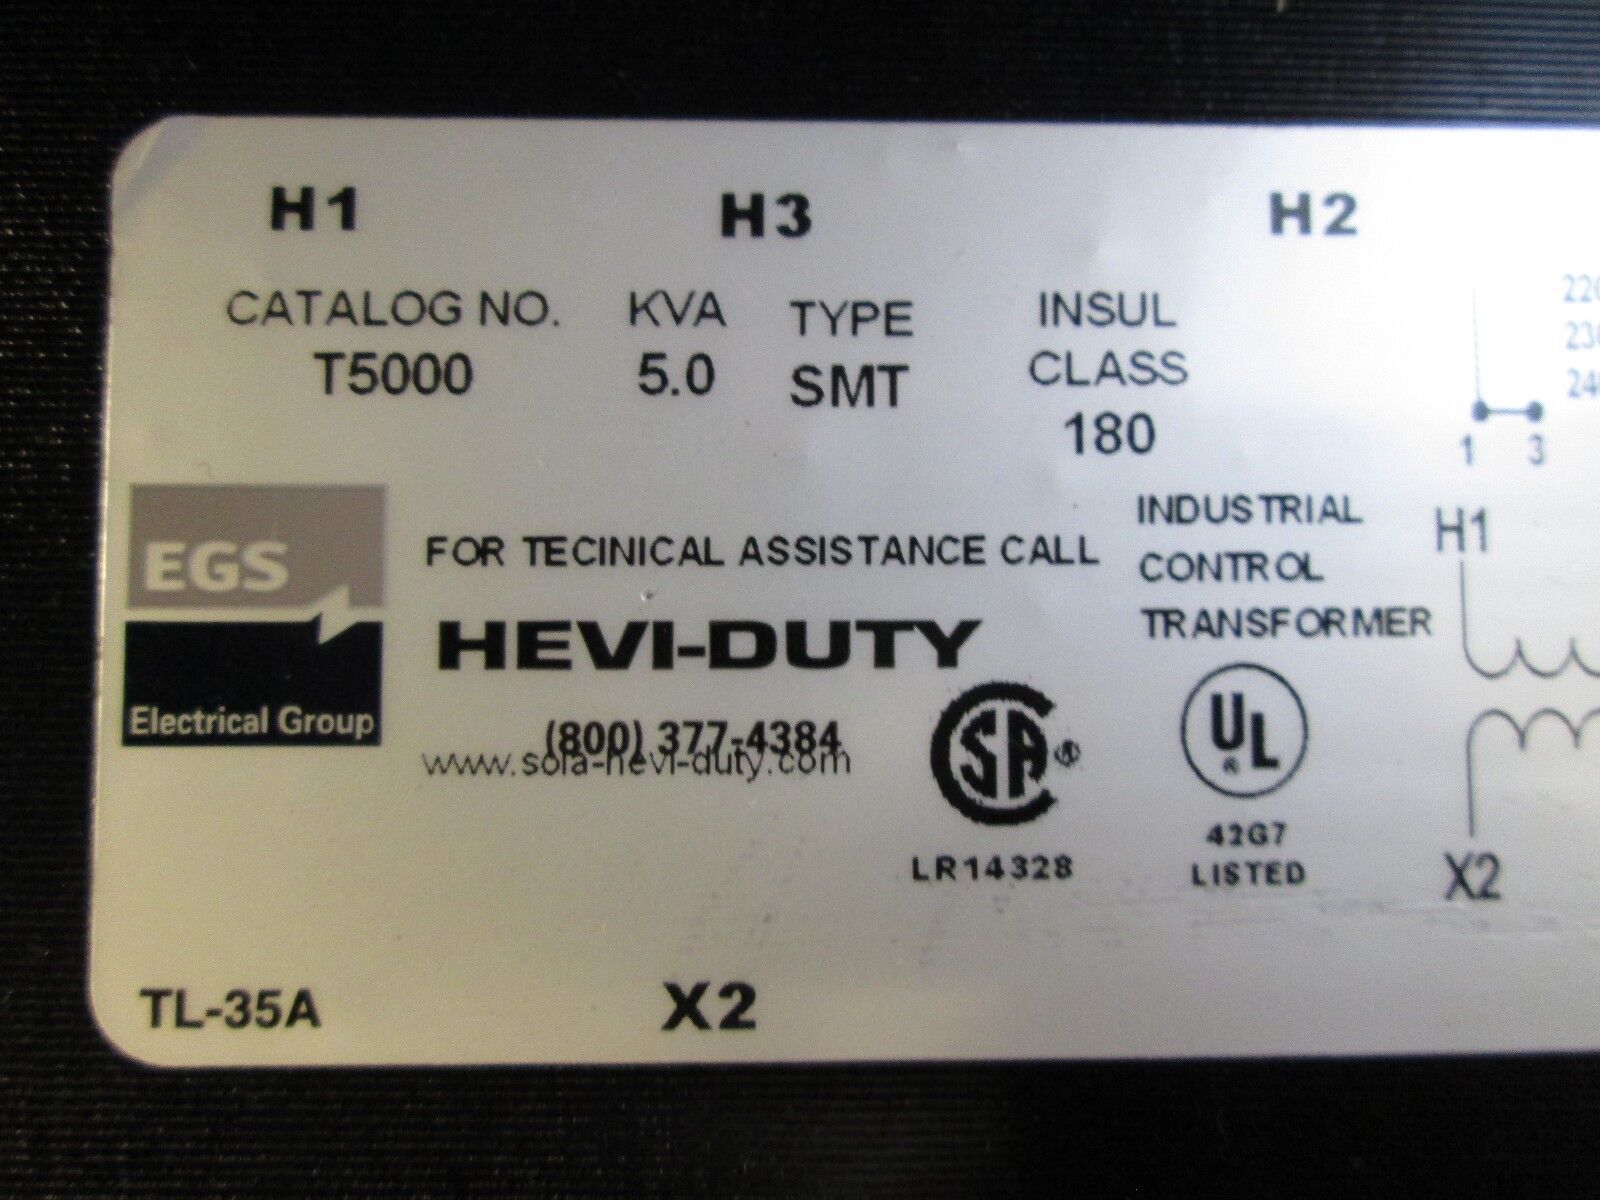 H1 H3 H2
CATALOG NO. KVA TYPE INSUL
CLASS
T5000 5.0 SMT
180
1 3
EGS
Electrical Group
FOR TECINICAL ASSISTANCE CALL
HEVI-DUTY
(800) 377-4384
www.sola-hevi-duty.com
INDUSTRIAL
CONTROL
TRANSFORMER
H1
SA ®
LR14328
UL
®
42G7
LISTED
X2
TL-35A X2